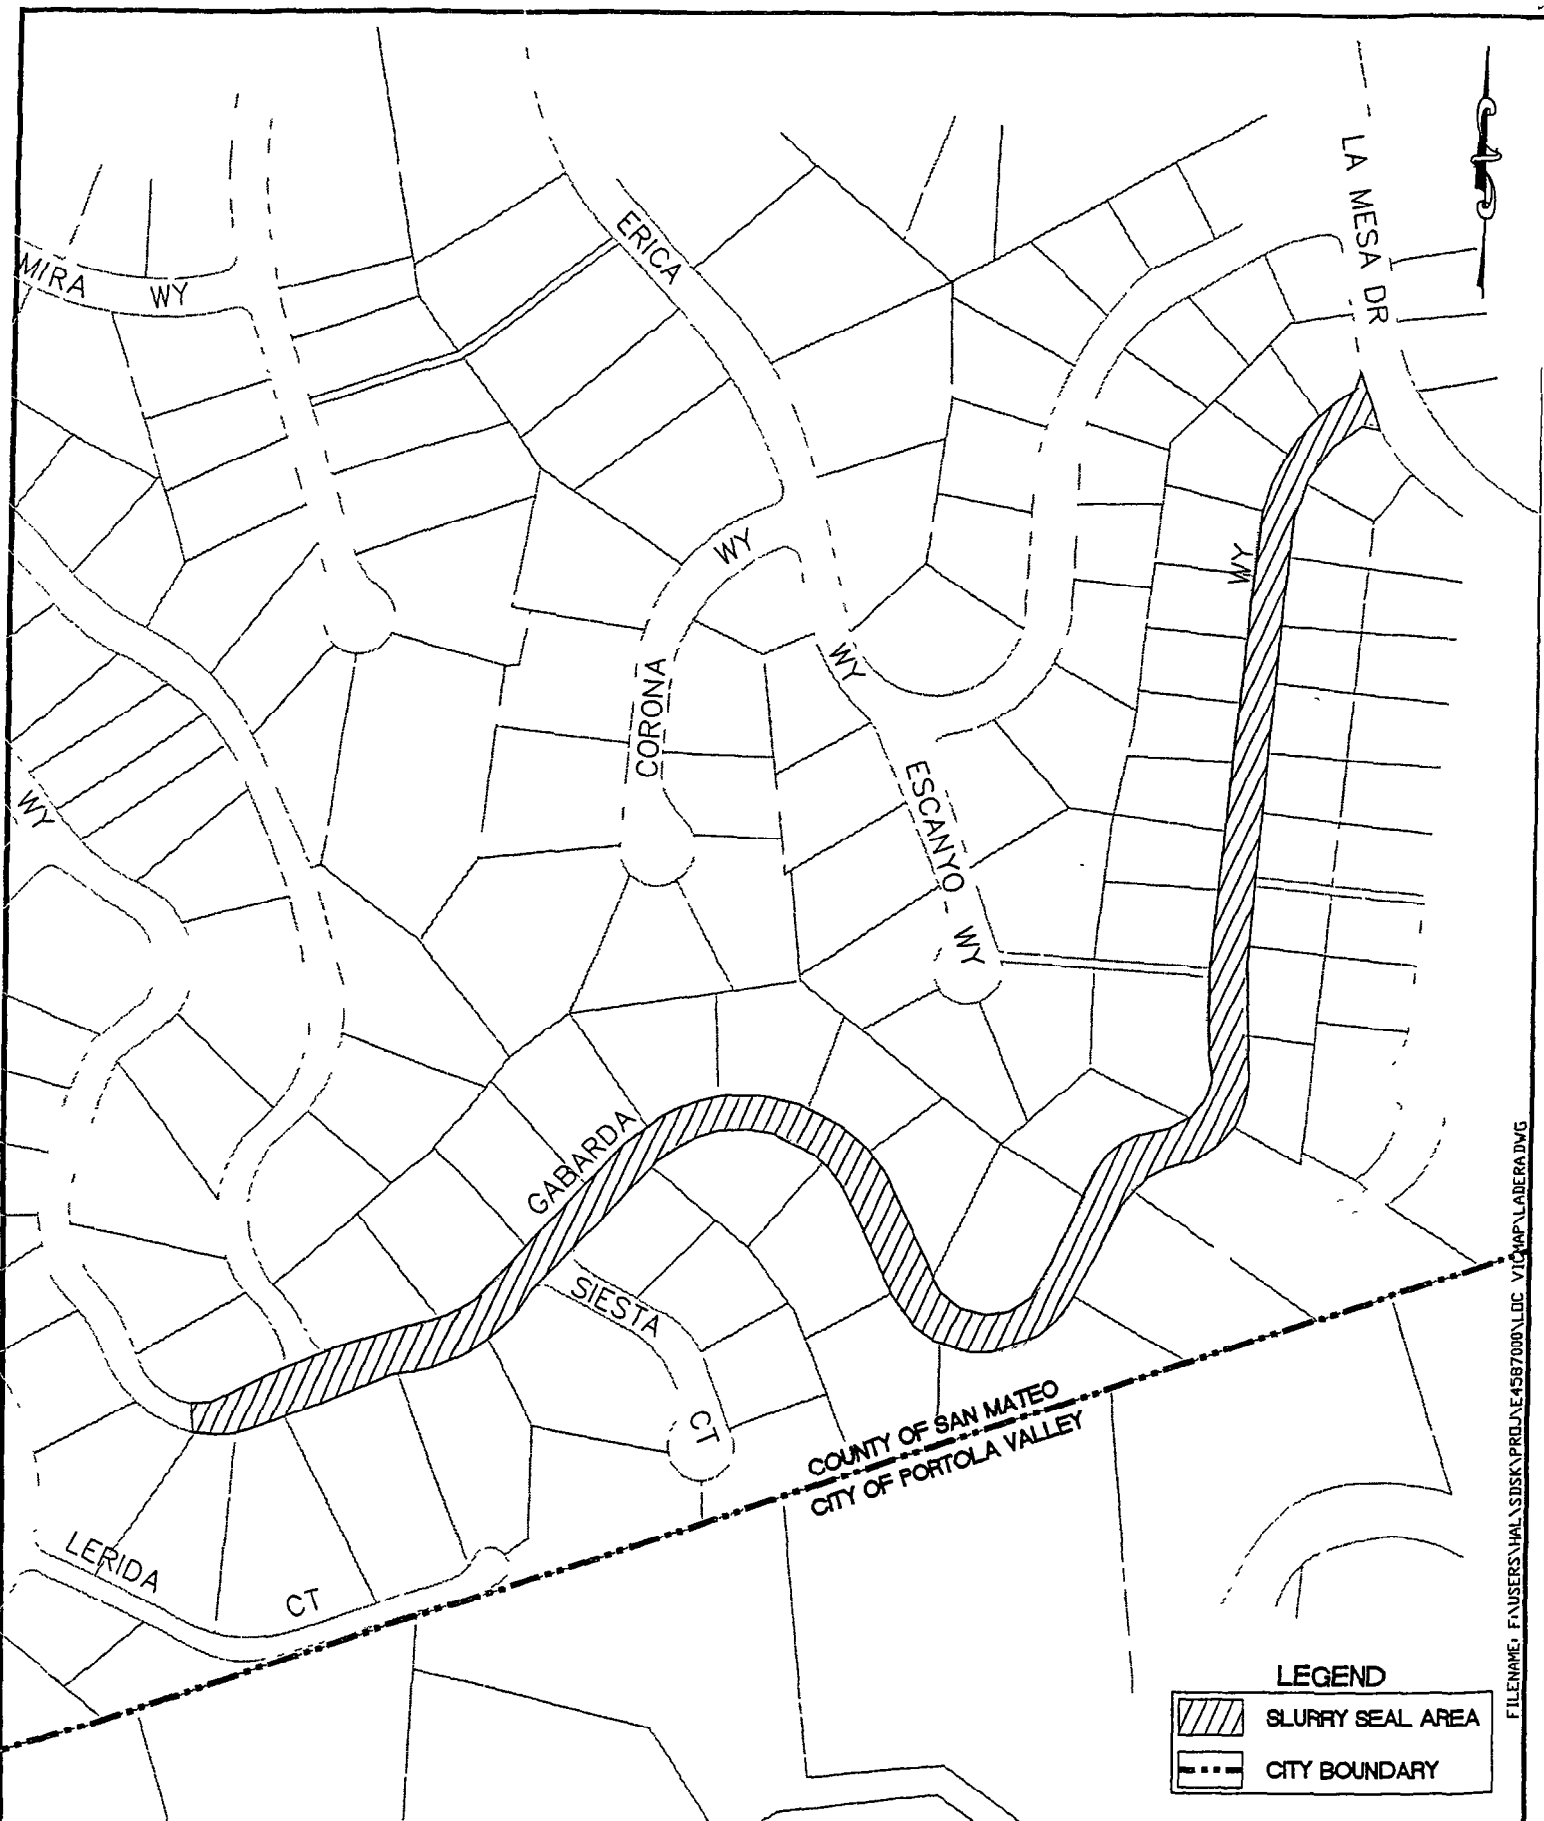 LA MESA DR
ERICA
MIRA WY
WY
WY
WY
CORONA
WY
ESCANYO WY
GABARDA
SIESTA
CT
COUNTY OF SAN MATEO
CITY OF PORTOLA VALLEY
LERIDA CT
LEGEND
SLURRY SEAL AREA
CITY BOUNDARY